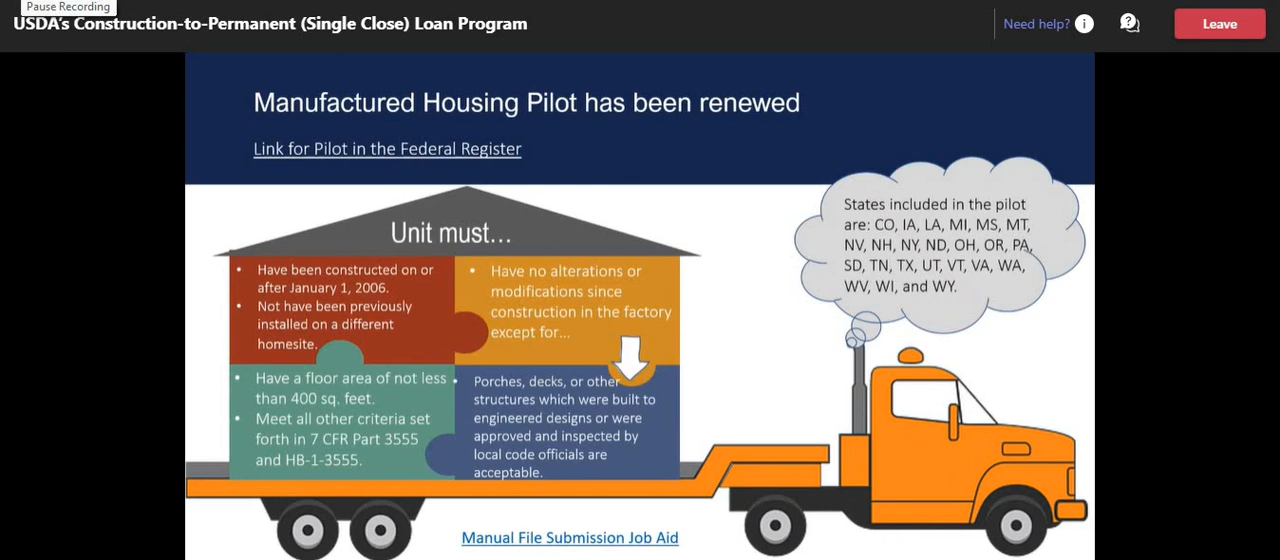 Pause Recording
USDA's Construction-to-Permanent (Single Close) Loan Program
Need help?
Leave
Manufactured Housing Pilot has been renewed
Link for Pilot in the Federal Register
Unit must...
• Have been constructed on or
after January 1, 2006.
• Not have been previously
installed on a different
homesite.
• Have no alterations or
modifications since
construction in the factory
except for...
• Have a floor area of not less
than 400 sq. feet.
• Meet all other criteria set
forth in 7 CFR Part 3555
and HB-1-3555.
• Porches, decks, or other
structures which were built to
engineered designs or were
approved and inspected by
local code officials are
acceptable.
States included in the pilot
are: CO, IA, LA, MI, MS, MT,
NV, NH, NY, ND, OH, OR, PA,
SD, TN, TX, UT, VT, VA, WA,
WV, WI, and WY.
Manual File Submission Job Aid